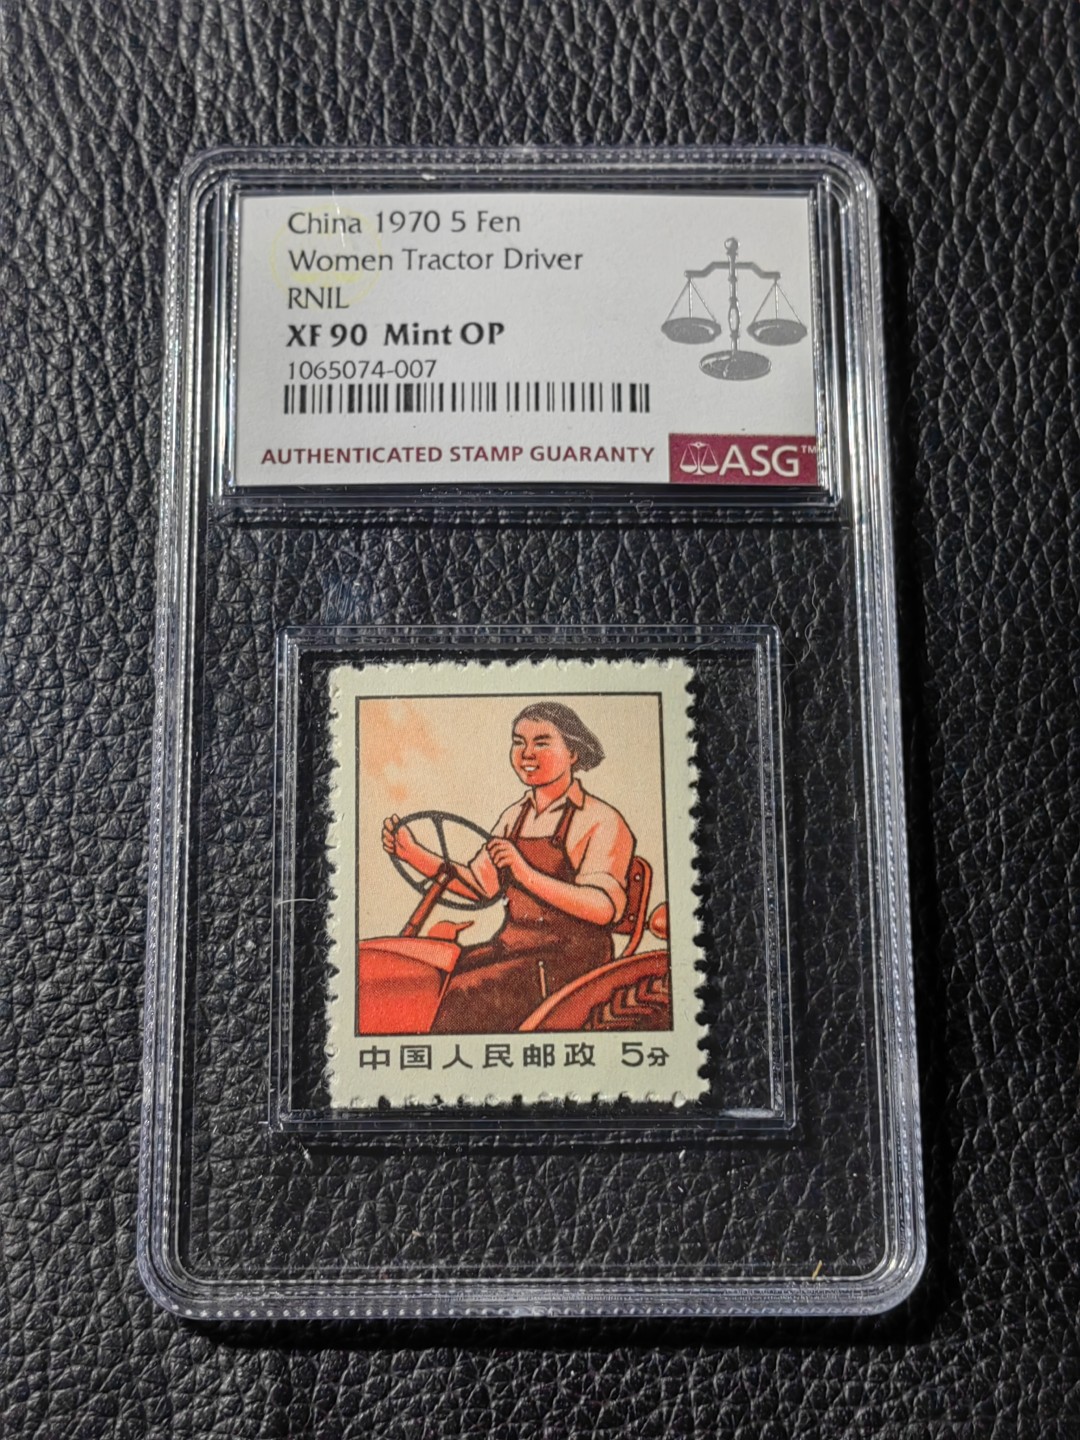 China 1970 5 Fen
Women Tractor Driver
RNIL
XF 90 Mint OP
1065074-007
AUTHENTICATED STAMP GUARANTY
ASG™
中国人民邮政 5分